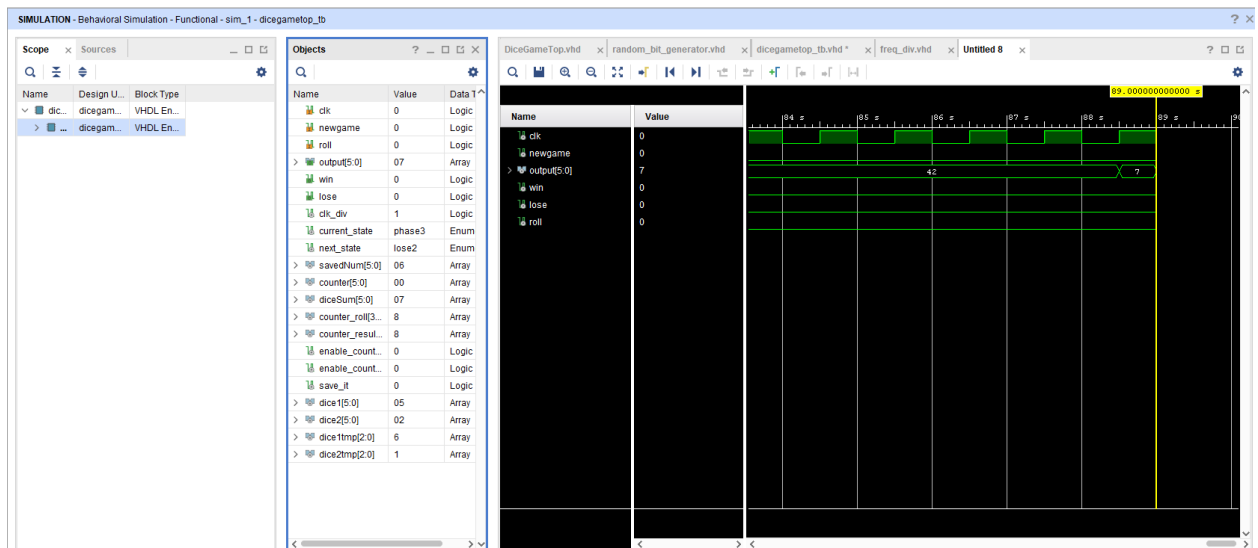 SIMULATION - Behavioral Simulation - Functional - sim_1 - dicegametop_tb
Scope Sources
Name Design U... Block Type
dic... dicegam... VHDL En...
... dicegam... VHDL En...
Objects
Name Value Data T
clk 0 Logic
newgame 0 Logic
roll 0 Logic
output[5:0] 07 Array
win 0 Logic
lose 0 Logic
clk_div 1 Logic
current_state phase3 Enum
next_state lose2 Enum
savedNum[5:0] 06 Array
counter[5:0] 00 Array
diceSum[5:0] 07 Array
counter_roll[3... 8 Array
counter_resul... 8 Array
enable_count... 0 Logic
enable_count... 0 Logic
save_it 0 Logic
dice1[5:0] 05 Array
dice2[5:0] 02 Array
dice1tmp[2:0] 6 Array
dice2tmp[2:0] 1 Array
DiceGameTop.vhd random_bit_generator.vhd dicegametop_tb.vhd * freq_div.vhd Untitled 8
89.000000000000 s
Name Value
84 s 85 s 86 s 87 s 88 s 89 s 90
clk 0
newgame 0
output[5:0] 7 42 7
win 0
lose 0
roll 0